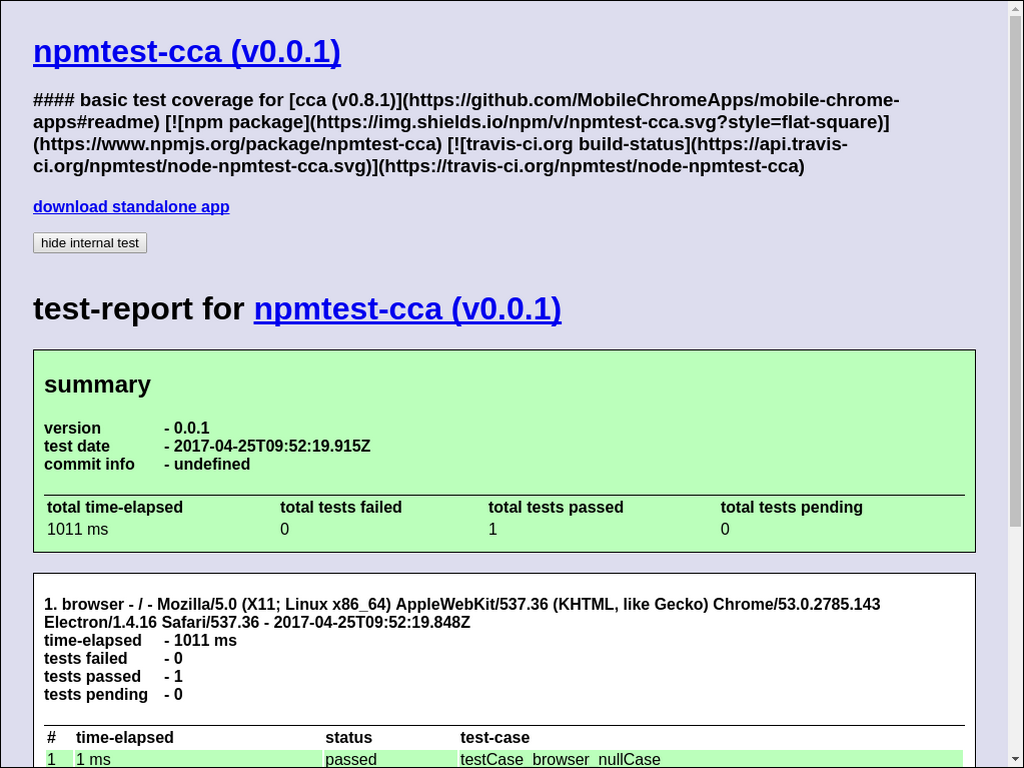 npmtest-cca (v0.0.1)
#### basic test coverage for [cca (v0.8.1)](https://github.com/MobileChromeApps/mobile-chrome-
apps#readme) [![npm package](https://img.shields.io/npm/v/npmtest-cca.svg?style=flat-square)]
(https://www.npmjs.org/package/npmtest-cca) [![travis-ci.org build-status](https://api.travis-
ci.org/npmtest/node-npmtest-cca.svg)](https://travis-ci.org/npmtest/node-npmtest-cca)
download standalone app
hide internal test
test-report for npmtest-cca (v0.0.1)
summary
version - 0.0.1
test date - 2017-04-25T09:52:19.915Z
commit info - undefined
total time-elapsed total tests failed total tests passed total tests pending
1011 ms 0 1 0
1. browser - / - Mozilla/5.0 (X11; Linux x86_64) AppleWebKit/537.36 (KHTML, like Gecko) Chrome/53.0.2785.143
Electron/1.4.16 Safari/537.36 - 2017-04-25T09:52:19.848Z
time-elapsed - 1011 ms
tests failed - 0
tests passed - 1
tests pending - 0
# time-elapsed status test-case
1 1 ms passed testCase_browser_nullCase